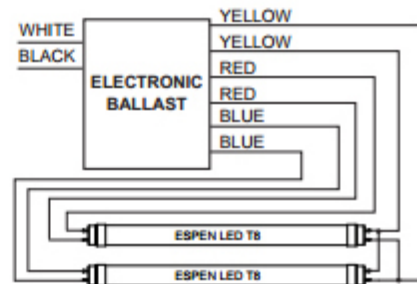 YELLOW
WHITE
YELLOW
BLACK
RED
ELECTRONIC
BALLAST
RED
BLUE
BLUE
ESPEN LED T8
ESPEN LED T8